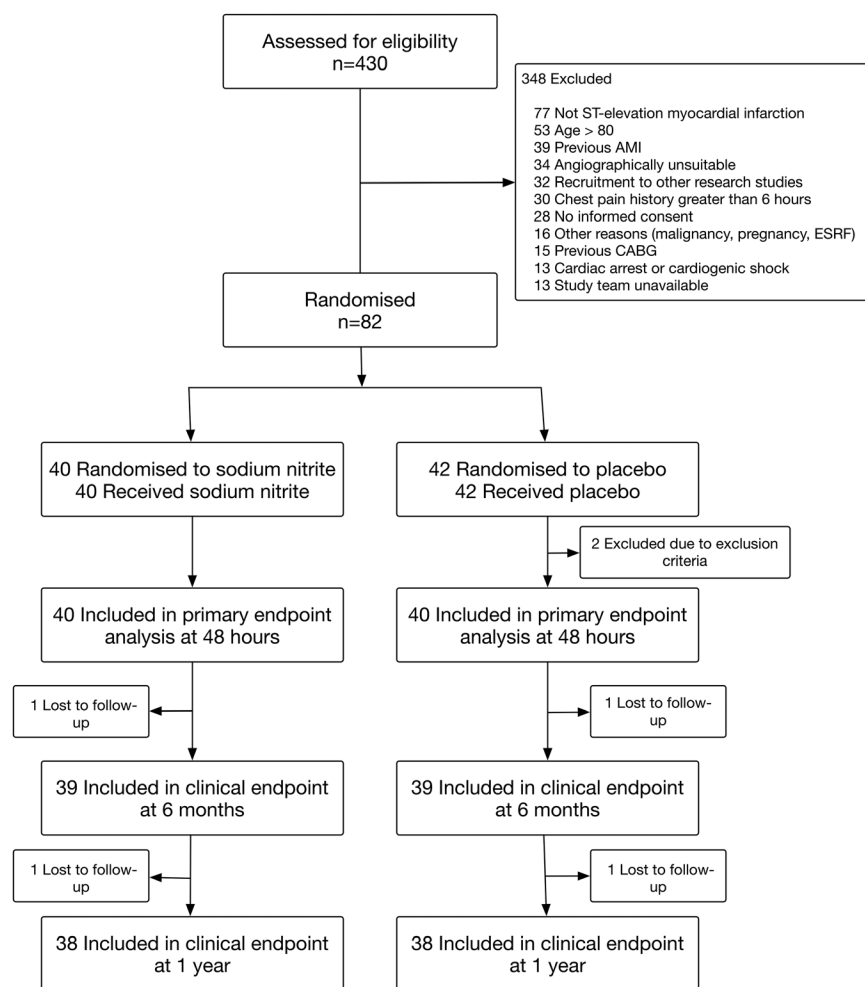 Assessed for eligibility
n=430
348 Excluded
77 Not ST-elevation myocardial infarction
53 Age > 80
39 Previous AMI
34 Angiographically unsuitable
32 Recruitment to other research studies
30 Chest pain history greater than 6 hours
28 No informed consent
16 Other reasons (malignancy, pregnancy, ESRF)
15 Previous CABG
13 Cardiac arrest or cardiogenic shock
13 Study team unavailable
Randomised
n=82
40 Randomised to sodium nitrite
40 Received sodium nitrite
42 Randomised to placebo
42 Received placebo
2 Excluded due to exclusion
criteria
40 Included in primary endpoint
analysis at 48 hours
40 Included in primary endpoint
analysis at 48 hours
1 Lost to follow-
up
1 Lost to follow-
up
39 Included in clinical endpoint
at 6 months
39 Included in clinical endpoint
at 6 months
1 Lost to follow-
up
1 Lost to follow-
up
38 Included in clinical endpoint
at 1 year
38 Included in clinical endpoint
at 1 year